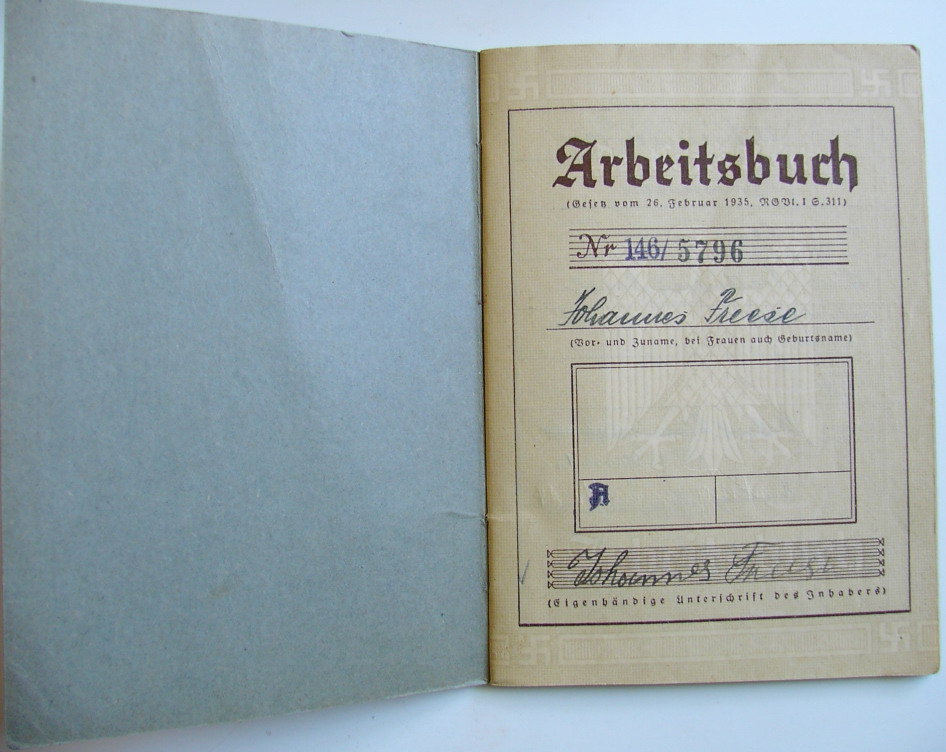 Arbeitsbuch
(Gesetz vom 26. Februar 1935, RGBl. I S. 311)
Nr 146/ 5796
Johannes Freese
(Vor- und Zuname, bei Frauen auch Geburtsname)
A
Johannes Freese
(Eigenhändige Unterschrift des Inhabers)